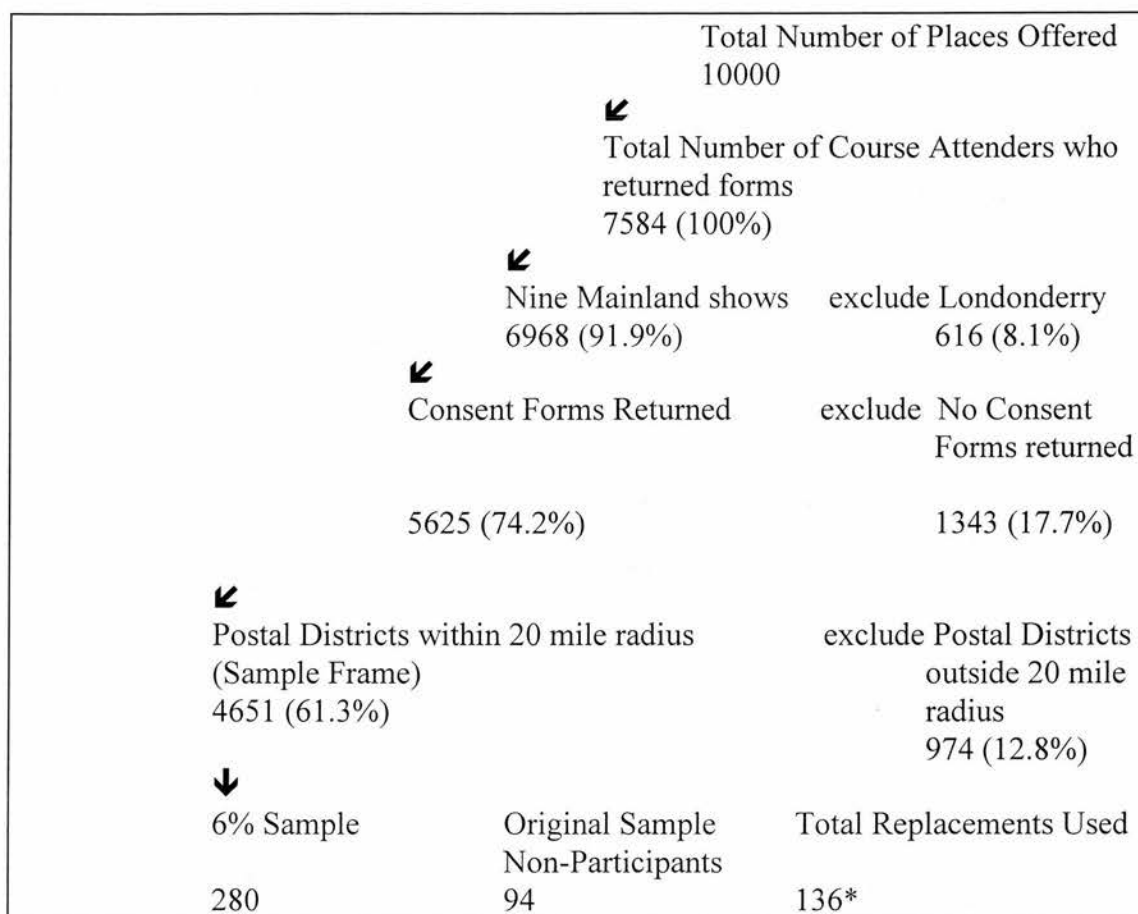 Total Number of Places Offered
10000
Total Number of Course Attenders who
returned forms
7584 (100%)
Nine Mainland shows exclude Londonderry
6968 (91.9%) 616 (8.1%)
Consent Forms Returned exclude No Consent
Forms returned
5625 (74.2%) 1343 (17.7%)
Postal Districts within 20 mile radius exclude Postal Districts
(Sample Frame) outside 20 mile
4651 (61.3%) radius
974 (12.8%)
6% Sample Original Sample Total Replacements Used
Non-Participants
280 94 136*